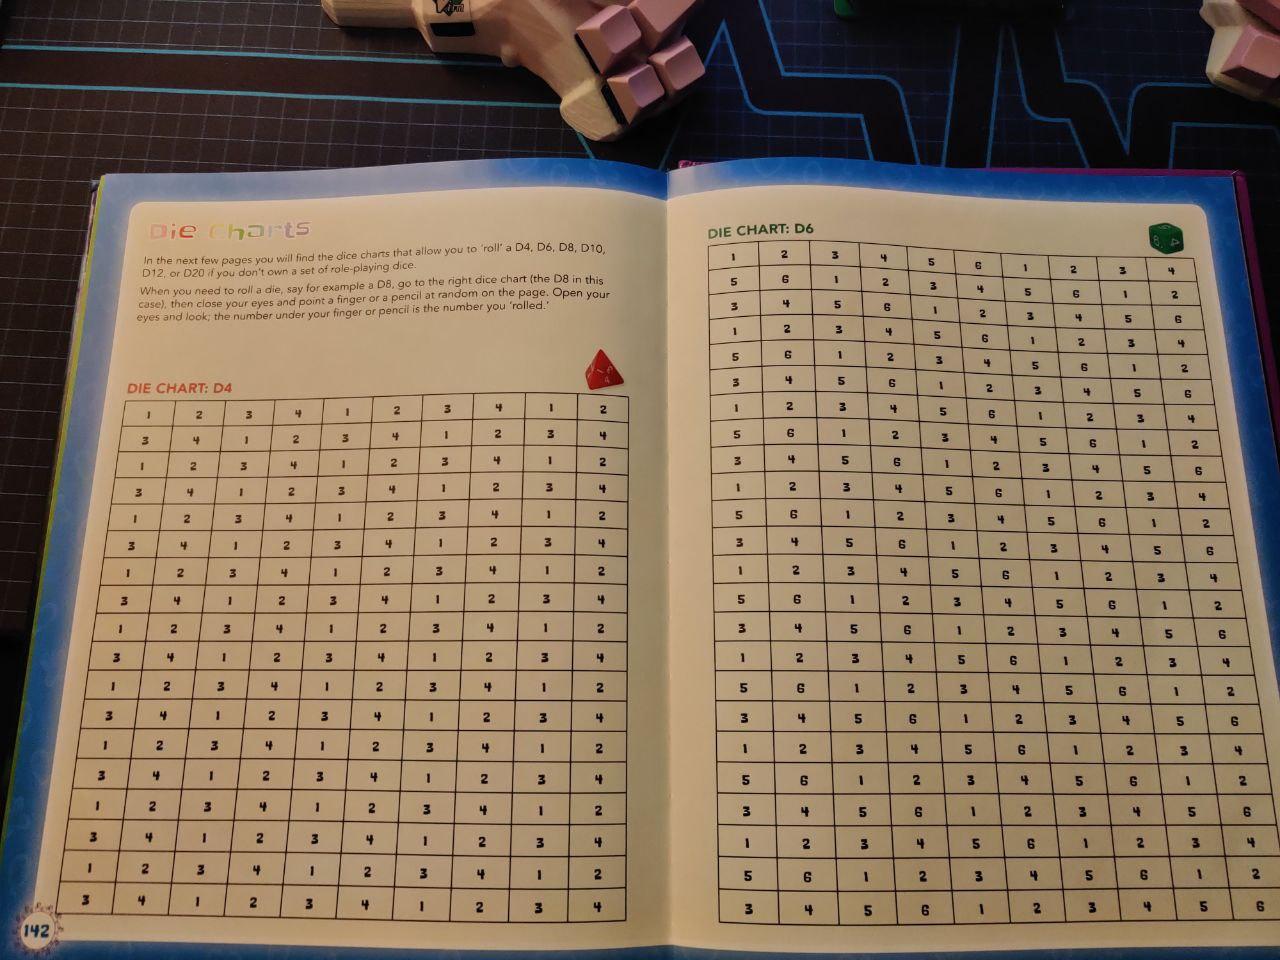 Die Charts
In the next few pages you will find the dice charts that allow you to 'roll' a D4, D6, D8, D10,
D12, or D20 if you don't own a set of role-playing dice.
When you need to roll a die, say for example a D8, go to the right dice chart (the D8 in this
case), then close your eyes and point a finger or a pencil at random on the page. Open your
eyes and look; the number under your finger or pencil is the number you 'rolled.'
DIE CHART: D4
1 2 3 4 1 2 3 4 1 2
3 4 1 2 3 4 1 2 3 4
1 2 3 4 1 2 3 4 1 2
3 4 1 2 3 4 1 2 3 4
1 2 3 4 1 2 3 4 1 2
3 4 1 2 3 4 1 2 3 4
1 2 3 4 1 2 3 4 1 2
3 4 1 2 3 4 1 2 3 4
1 2 3 4 1 2 3 4 1 2
3 4 1 2 3 4 1 2 3 4
1 2 3 4 1 2 3 4 1 2
3 4 1 2 3 4 1 2 3 4
1 2 3 4 1 2 3 4 1 2
3 4 1 2 3 4 1 2 3 4
1 2 3 4 1 2 3 4 1 2
3 4 1 2 3 4 1 2 3 4
1 2 3 4 1 2 3 4 1 2
3 4 1 2 3 4 1 2 3 4
142
DIE CHART: D6
1 2 3 4 5 6 1 2 3 4
5 6 1 2 3 4 5 6 1 2
3 4 5 6 1 2 3 4 5 6
1 2 3 4 5 6 1 2 3 4
5 6 1 2 3 4 5 6 1 2
3 4 5 6 1 2 3 4 5 6
1 2 3 4 5 6 1 2 3 4
5 6 1 2 3 4 5 6 1 2
3 4 5 6 1 2 3 4 5 6
1 2 3 4 5 6 1 2 3 4
5 6 1 2 3 4 5 6 1 2
3 4 5 6 1 2 3 4 5 6
1 2 3 4 5 6 1 2 3 4
5 6 1 2 3 4 5 6 1 2
3 4 5 6 1 2 3 4 5 6
1 2 3 4 5 6 1 2 3 4
5 6 1 2 3 4 5 6 1 2
3 4 5 6 1 2 3 4 5 6
1 2 3 4 5 6 1 2 3 4
5 6 1 2 3 4 5 6 1 2
3 4 5 6 1 2 3 4 5 6
1 2 3 4 5 6 1 2 3 4
5 6 1 2 3 4 5 6 1 2
3 4 5 6 1 2 3 4 5 6